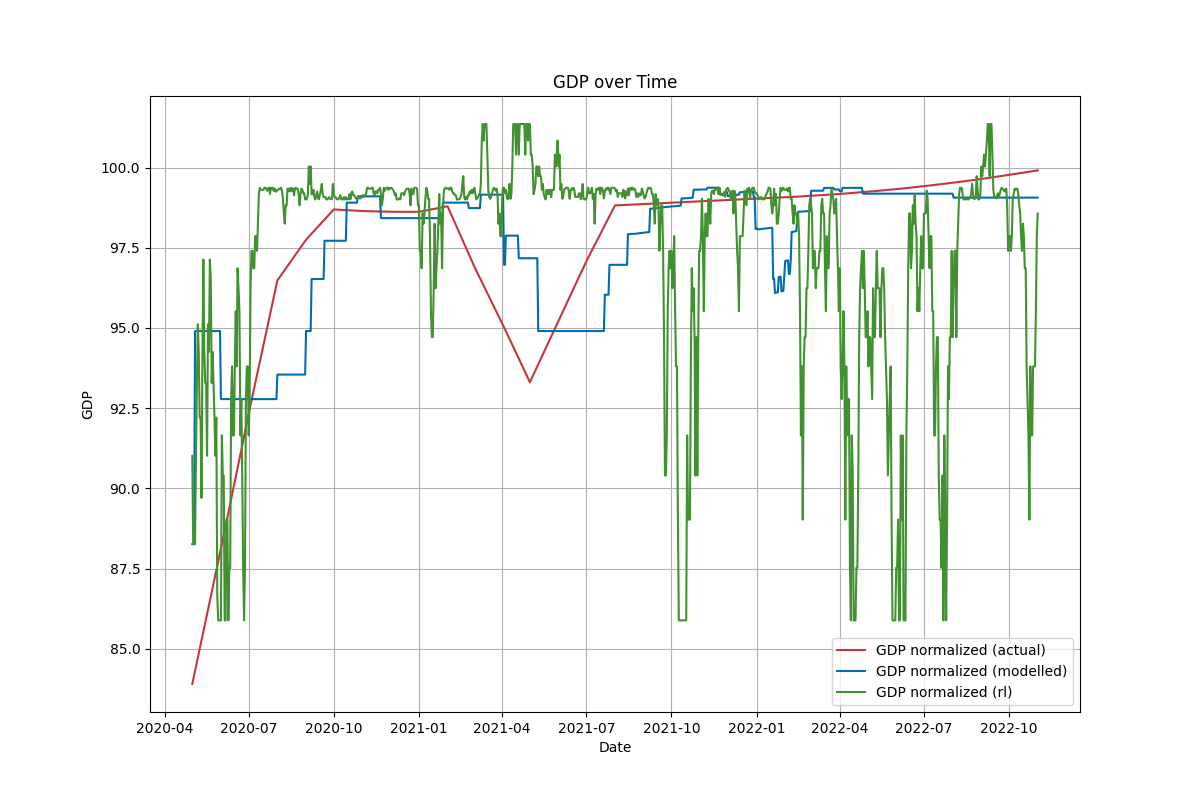 GDP over Time
GDP
100.0
97.5
95.0
92.5
90.0
87.5
85.0
GDP normalized (actual)
GDP normalized (modelled)
GDP normalized (rl)
2020-04 2020-07 2020-10 2021-01 2021-04 2021-07 2021-10 2022-01 2022-04 2022-07 2022-10
Date